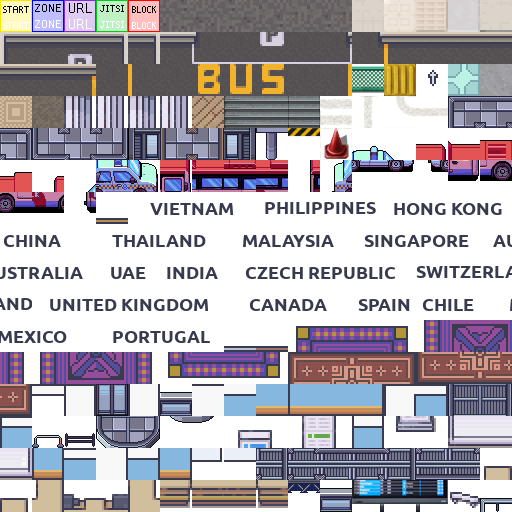 START ZONE URL JITSI BLOCK
START ZONE URL JITSI BLOCK
BUS
VIETNAM PHILIPPINES HONG KONG
CHINA THAILAND MALAYSIA SINGAPORE AU
USTRALIA UAE INDIA CZECH REPUBLIC SWITZERLA
AND UNITED KINGDOM CANADA SPAIN CHILE
MEXICO PORTUGAL